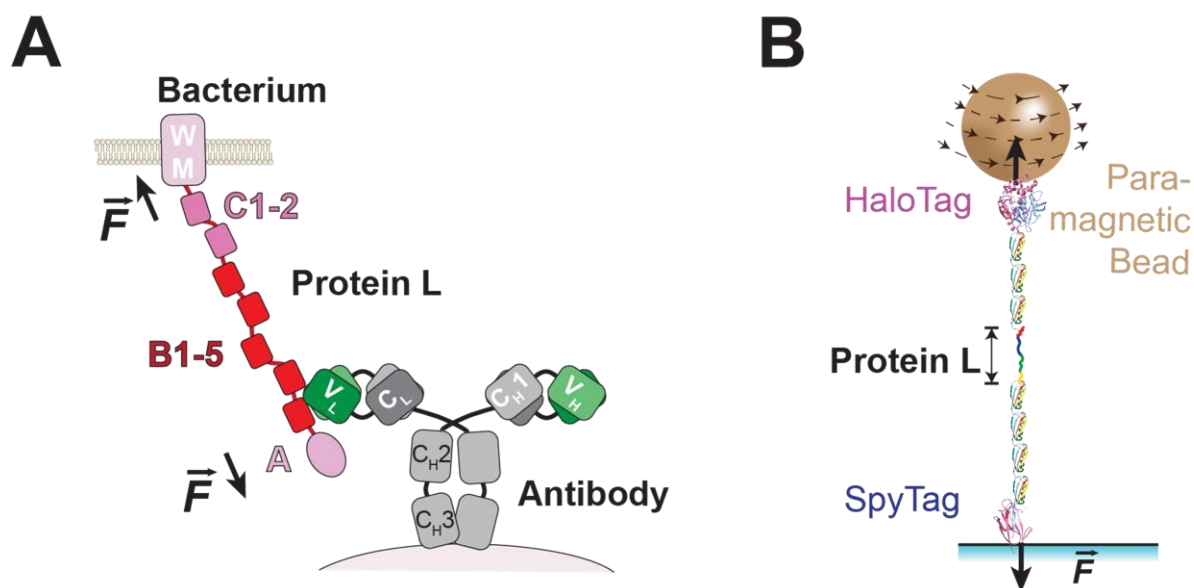 A
Bacterium
W
M
F
C1-2
Protein L
B1-5
V L
C L
C H 1
V H
A
F
C H 2
Antibody
C H 3
B
HaloTag
Para-
magnetic
Bead
Protein L
SpyTag
F